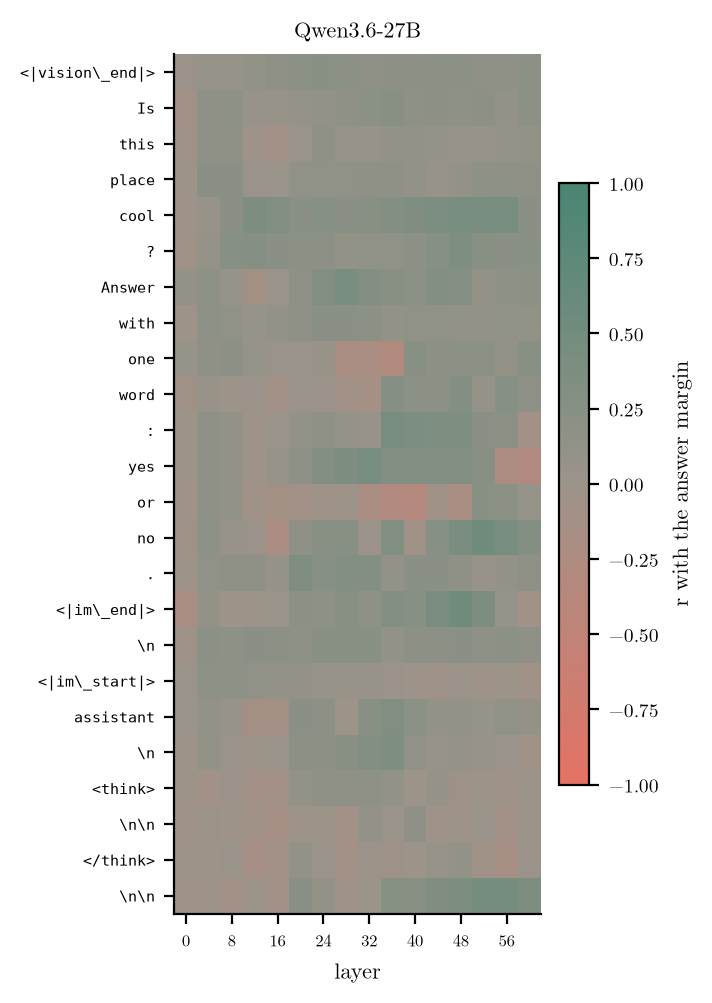 Qwen3.6-27B
<|vision\_end|>
Is
this
place
cool
?
Answer
with
one
word
:
yes
or
no
.
<|im\_end|>
\n
<|im\_start|>
assistant
\n
<think>
\n\n
</think>
\n\n
0 8 16 24 32 40 48 56
layer
1.00
0.75
0.50
0.25
0.00
−0.25
−0.50
−0.75
−1.00
r with the answer margin